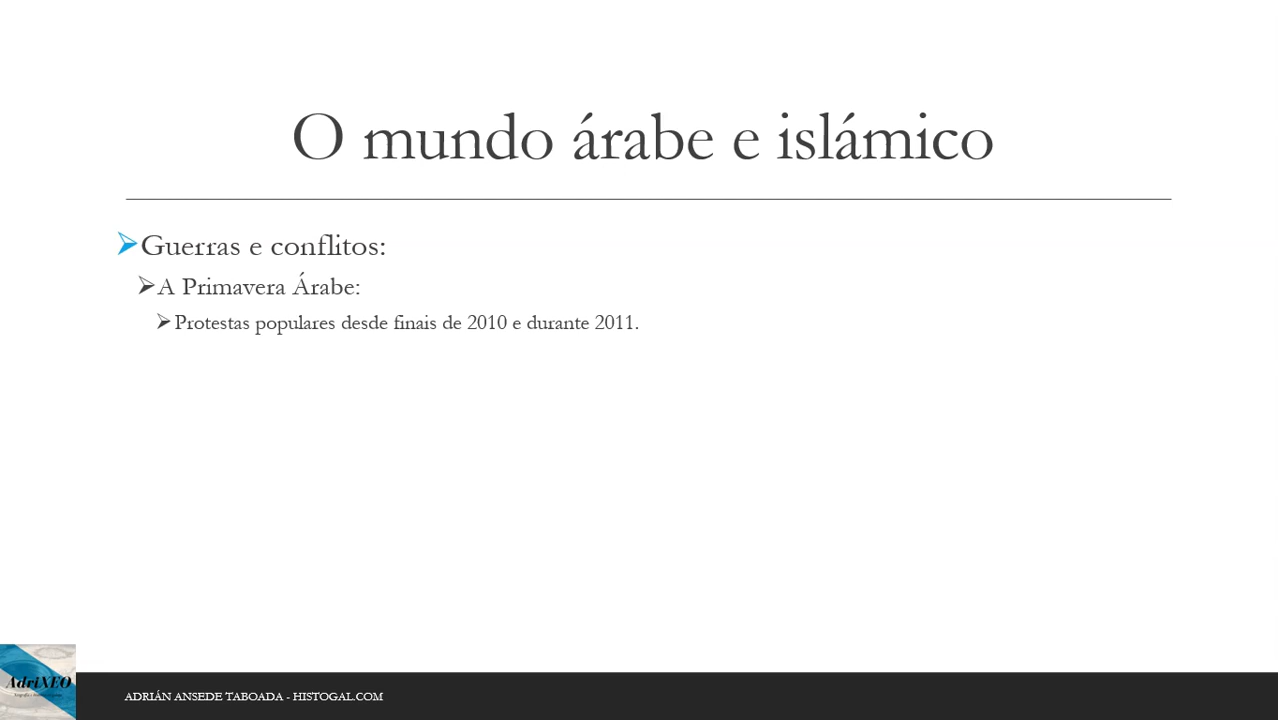 O mundo árabe e islámico
Guerras e conflitos:
A Primavera Árabe:
Protestas populares desde finais de 2010 e durante 2011.
AdriXEO
ADRIÁN ANSEDE TABOADA - HISTOGAL.COM